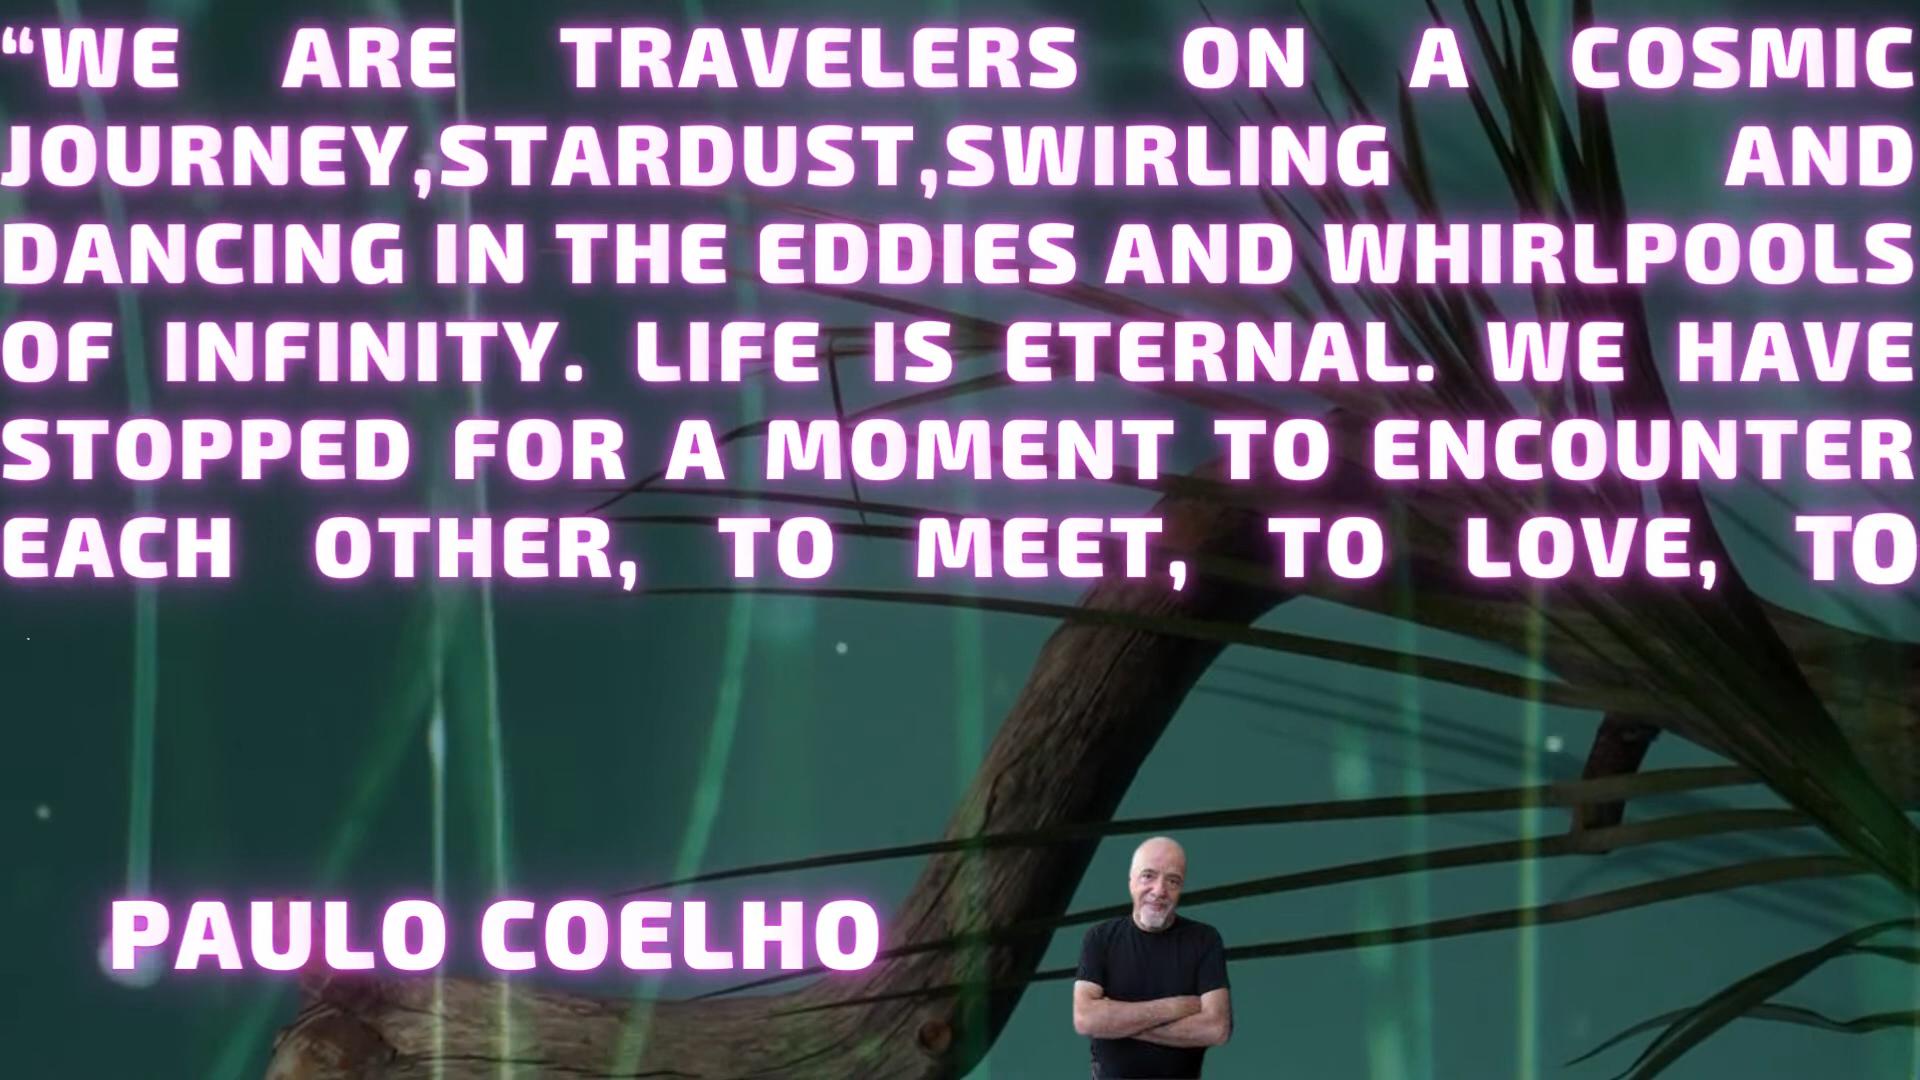 “WE ARE TRAVELERS ON A COSMIC
JOURNEY,STARDUST,SWIRLING AND
DANCING IN THE EDDIES AND WHIRLPOOLS
OF INFINITY. LIFE IS ETERNAL. WE HAVE
STOPPED FOR A MOMENT TO ENCOUNTER
EACH OTHER, TO MEET, TO LOVE, TO
PAULO COELHO